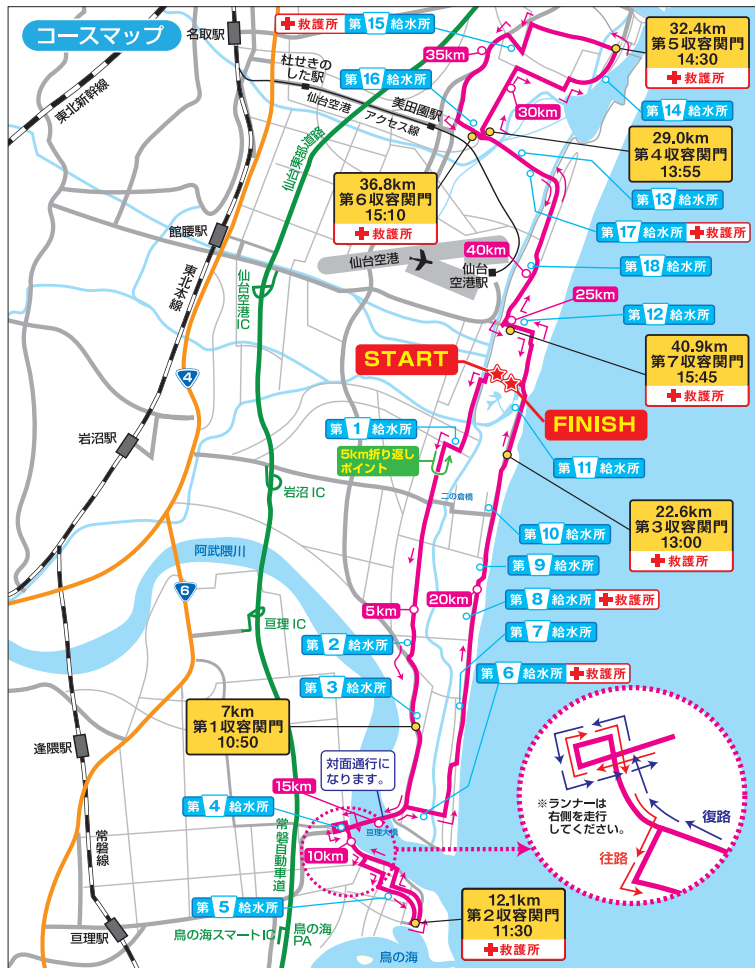 コースマップ
名取駅
救護所 第15給水所
32.4km
第5収容関門
14:30
救護所
35km
杜せきの
した駅
第16給水所
東北新幹線
仙台空港
アクセス線
美田園駅
30km
第14給水所
仙台東部道路
29.0km
第4収容関門
13:55
36.8km
第6収容関門
15:10
救護所
第13給水所
館腰駅
第17給水所 救護所
40km
仙台空港
仙台
空港駅
第18給水所
東北本線
仙台空港IC
25km
第12給水所
START
40.9km
第7収容関門
15:45
救護所
4
FINISH
第1給水所
岩沼駅
5km折り返し
ポイント
第11給水所
岩沼IC
二の倉橋
22.6km
第3収容関門
13:00
救護所
第10給水所
阿武隈川
第9給水所
6
20km
第8給水所 救護所
5km
亘理IC
第7給水所
第2給水所
第6給水所 救護所
第3給水所
7km
第1収容関門
10:50
逢隈駅
対面通行に
なります。
15km
第4給水所
亘理大橋
※ランナーは
右側を走行
してください。
復路
往路
常磐線
常磐自動車道
10km
第5給水所
12.1km
第2収容関門
11:30
救護所
亘理駅
鳥の海スマートIC
鳥の海
PA
鳥の海